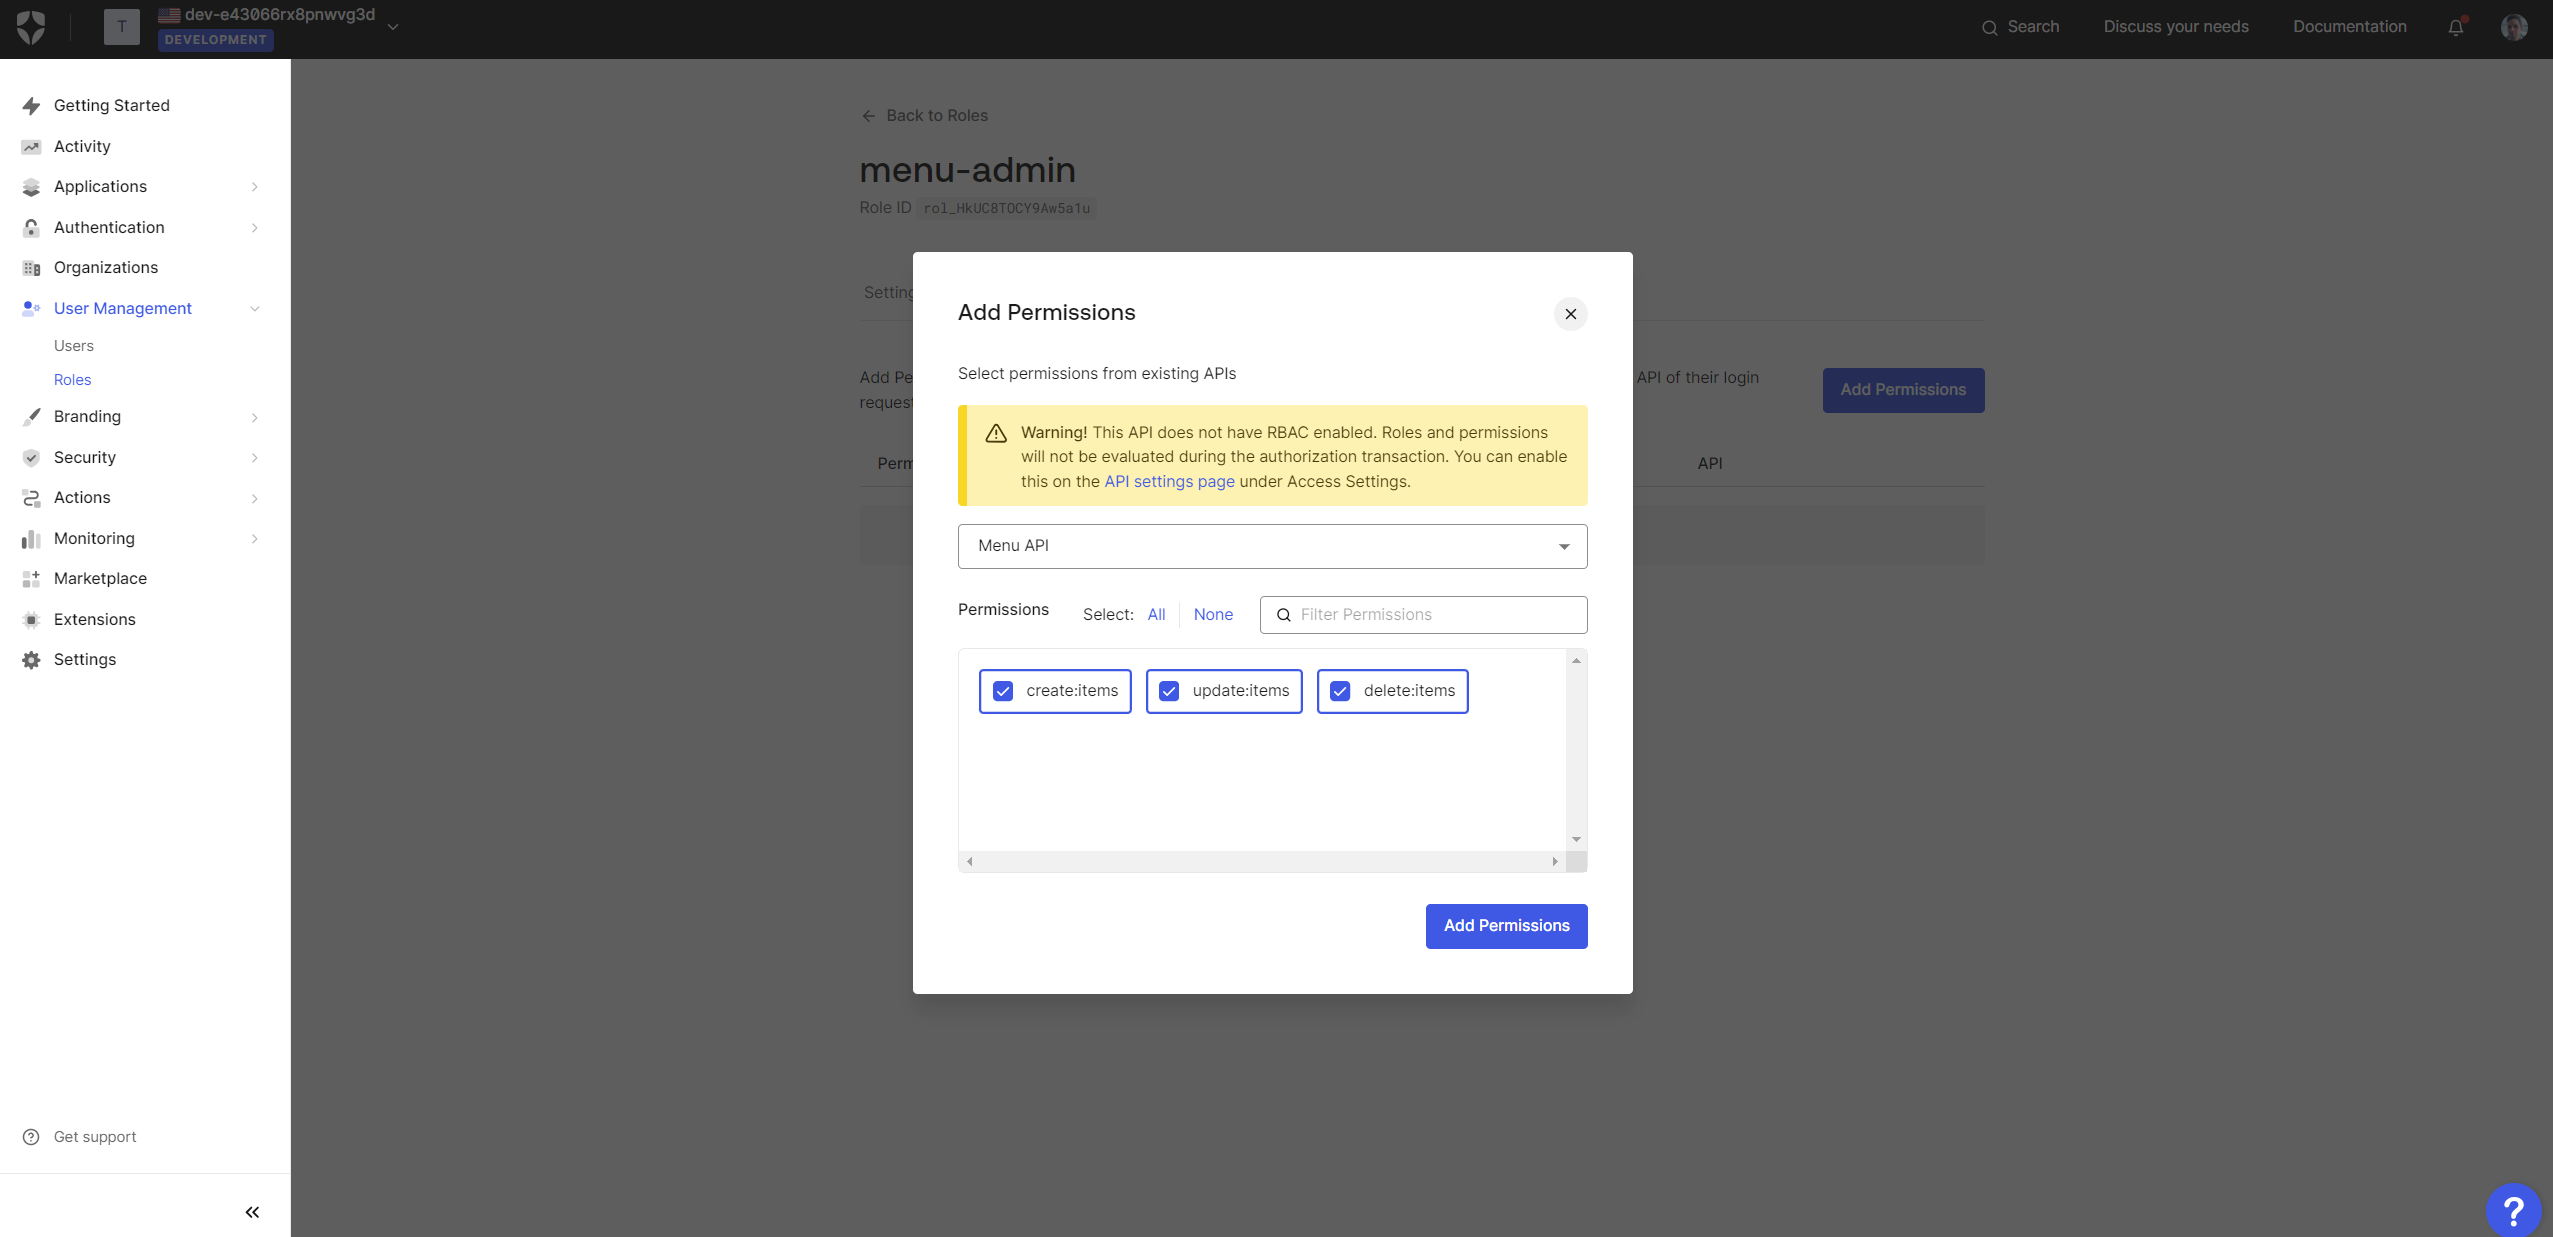 T
dev-e43066rx8pnwvg3d
DEVELOPMENT
Search
Discuss your needs
Documentation
Getting Started
Activity
Applications
Authentication
Organizations
User Management
Users
Roles
Branding
Security
Actions
Monitoring
Marketplace
Extensions
Settings
Get support
Back to Roles
menu-admin
Role ID rol_HkUC8TOCY9Aw5a1u
Setting
Add Pe
API of their login
request
Add Permissions
Perm
API
Add Permissions
Select permissions from existing APIs
Warning! This API does not have RBAC enabled. Roles and permissions
will not be evaluated during the authorization transaction. You can enable
this on the API settings page under Access Settings.
Menu API
Permissions
Select: All None
Filter Permissions
create:items
update:items
delete:items
Add Permissions
?